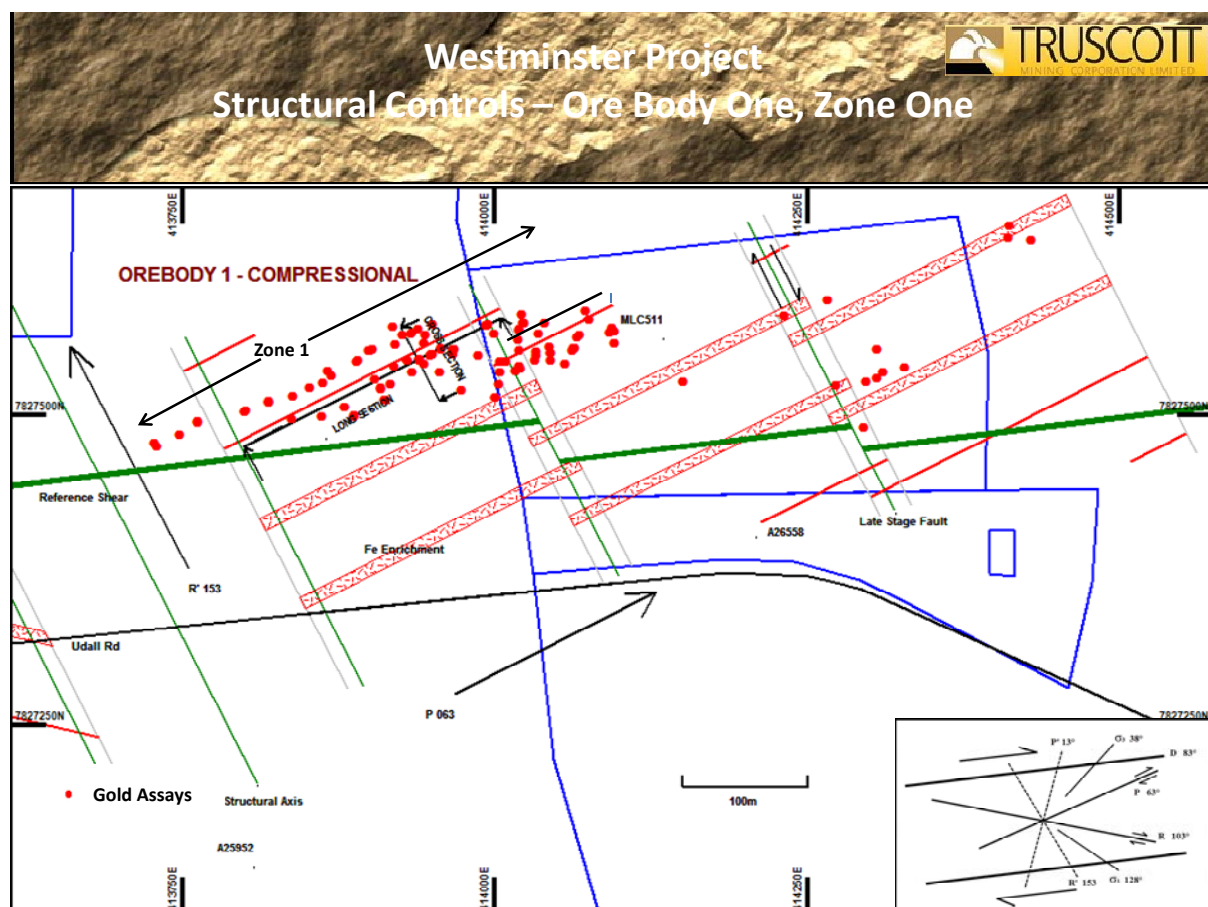 Westminster Project
Structural Controls – Ore Body One, Zone One
TRUSCOTT
MINING CORPORATION LIMITED
413750E
414000E
414250E
414500E
OREBODY 1 - COMPRESSIONAL
Zone 1
CROSS SECTION
LONG SECTION
MLC511
7827500N
7827500N
Reference Shear
Fe Enrichment
A26558
Late Stage Fault
R' 153
Udall Rd
P 063
7827250N
7827250N
Gold Assays
Structural Axis
100m
A25952
413750E
414000E
414250E
P' 13°
G₂ 38°
D 83°
P 63°
R 103°
R' 153
G₁ 128°